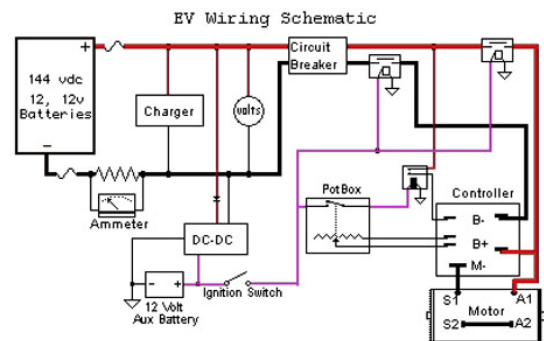 EV Wiring Schematic
+
144 vdc
12, 12v
Batteries
-
Circuit
Breaker
Charger
volts
Ammeter
PotBox
Controller
B-
B+
M-
DC-DC
- +
12 Volt
Aux Battery
Ignition Switch
S1
A1
Motor
S2
A2